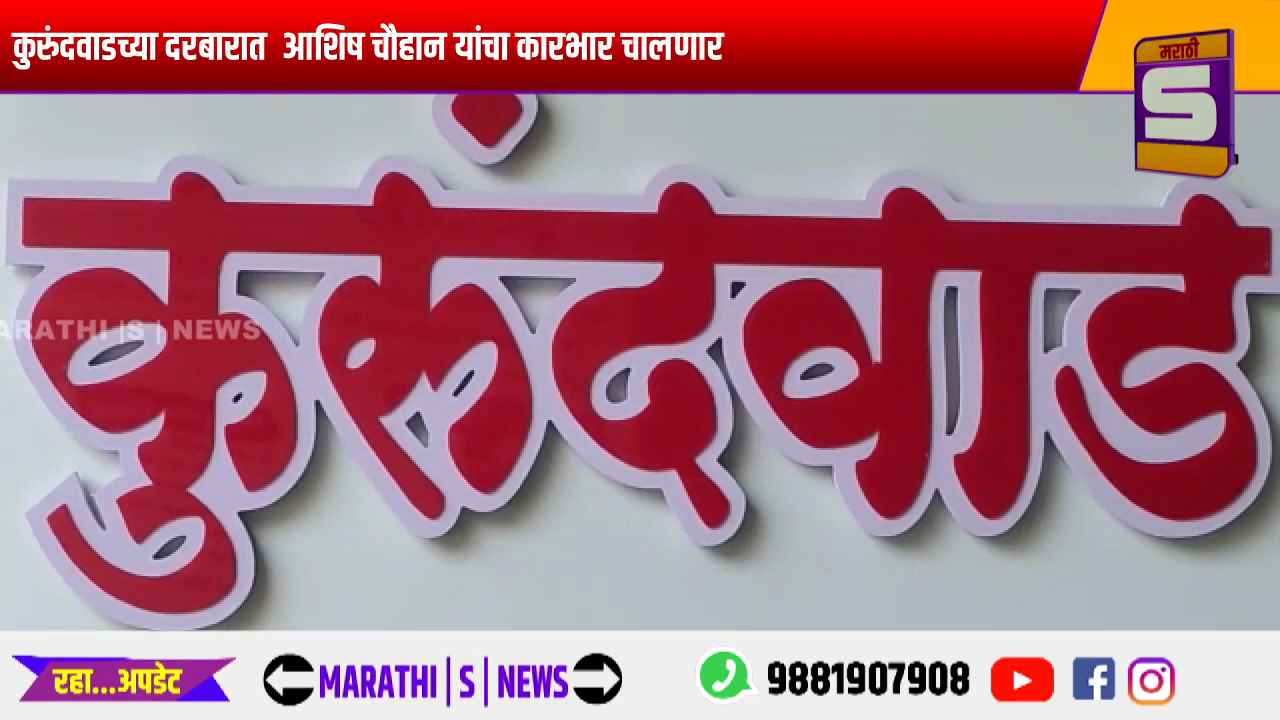 कुरुंदवाडच्या दरबारात आशिष चौहान यांचा कारभार चालणार
मराठी
S
कुरुंदवाड
MARATHI |S | NEWS
रहा...अपडेट
MARATHI | S | NEWS
9881907908